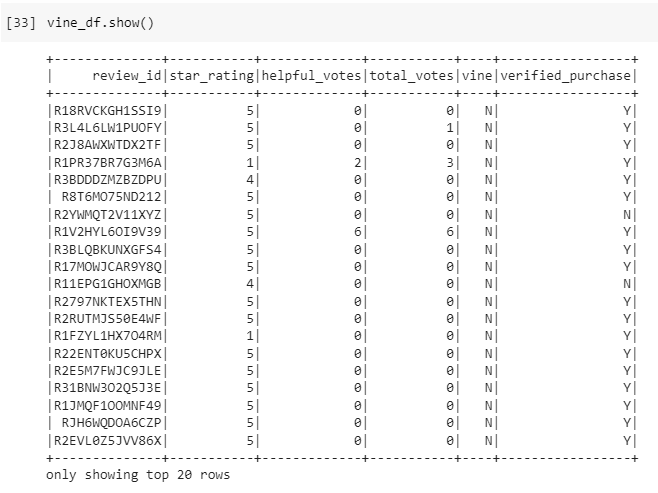 [33] vine_df.show()
+--------------+-----------+-------------+-----------+----+-----------------+
|     review_id|star_rating|helpful_votes|total_votes|vine|verified_purchase|
+--------------+-----------+-------------+-----------+----+-----------------+
|R18RVCKGH1SSI9|          5|            0|          0|   N|                Y|
|R3L4L6LW1PUOFY|          5|            0|          1|   N|                Y|
|R2J8AWXWTDX2TF|          5|            0|          0|   N|                Y|
|R1PR37BR7G3M6A|          1|            2|          3|   N|                Y|
|R3BDDDZMZBZDPU|          4|            0|          0|   N|                Y|
| R8T6MO75ND212|          5|            0|          0|   N|                Y|
|R2YWMQT2V11XYZ|          5|            0|          0|   N|                N|
|R1V2HYL6OI9V39|          5|            6|          6|   N|                Y|
|R3BLQBKUNXGFS4|          5|            0|          0|   N|                Y|
|R17MOWJCAR9Y8Q|          5|            0|          0|   N|                Y|
|R11EPG1GHOXMGB|          4|            0|          0|   N|                N|
|R2797NKTEX5THN|          5|            0|          0|   N|                Y|
|R2RUTMJS50E4WF|          5|            0|          0|   N|                Y|
|R1FZYL1HX7O4RM|          1|            0|          0|   N|                Y|
|R22ENT0KU5CHPX|          5|            0|          0|   N|                Y|
|R2E5M7FWJC9JLE|          5|            0|          0|   N|                Y|
|R31BNW3O2Q5J3E|          5|            0|          0|   N|                Y|
|R1JMQF1OOMNF49|          5|            0|          0|   N|                Y|
| RJH6WQDOA6CZP|          5|            0|          0|   N|                Y|
|R2EVL0Z5JVV86X|          5|            0|          0|   N|                Y|
+--------------+-----------+-------------+-----------+----+-----------------+
only showing top 20 rows